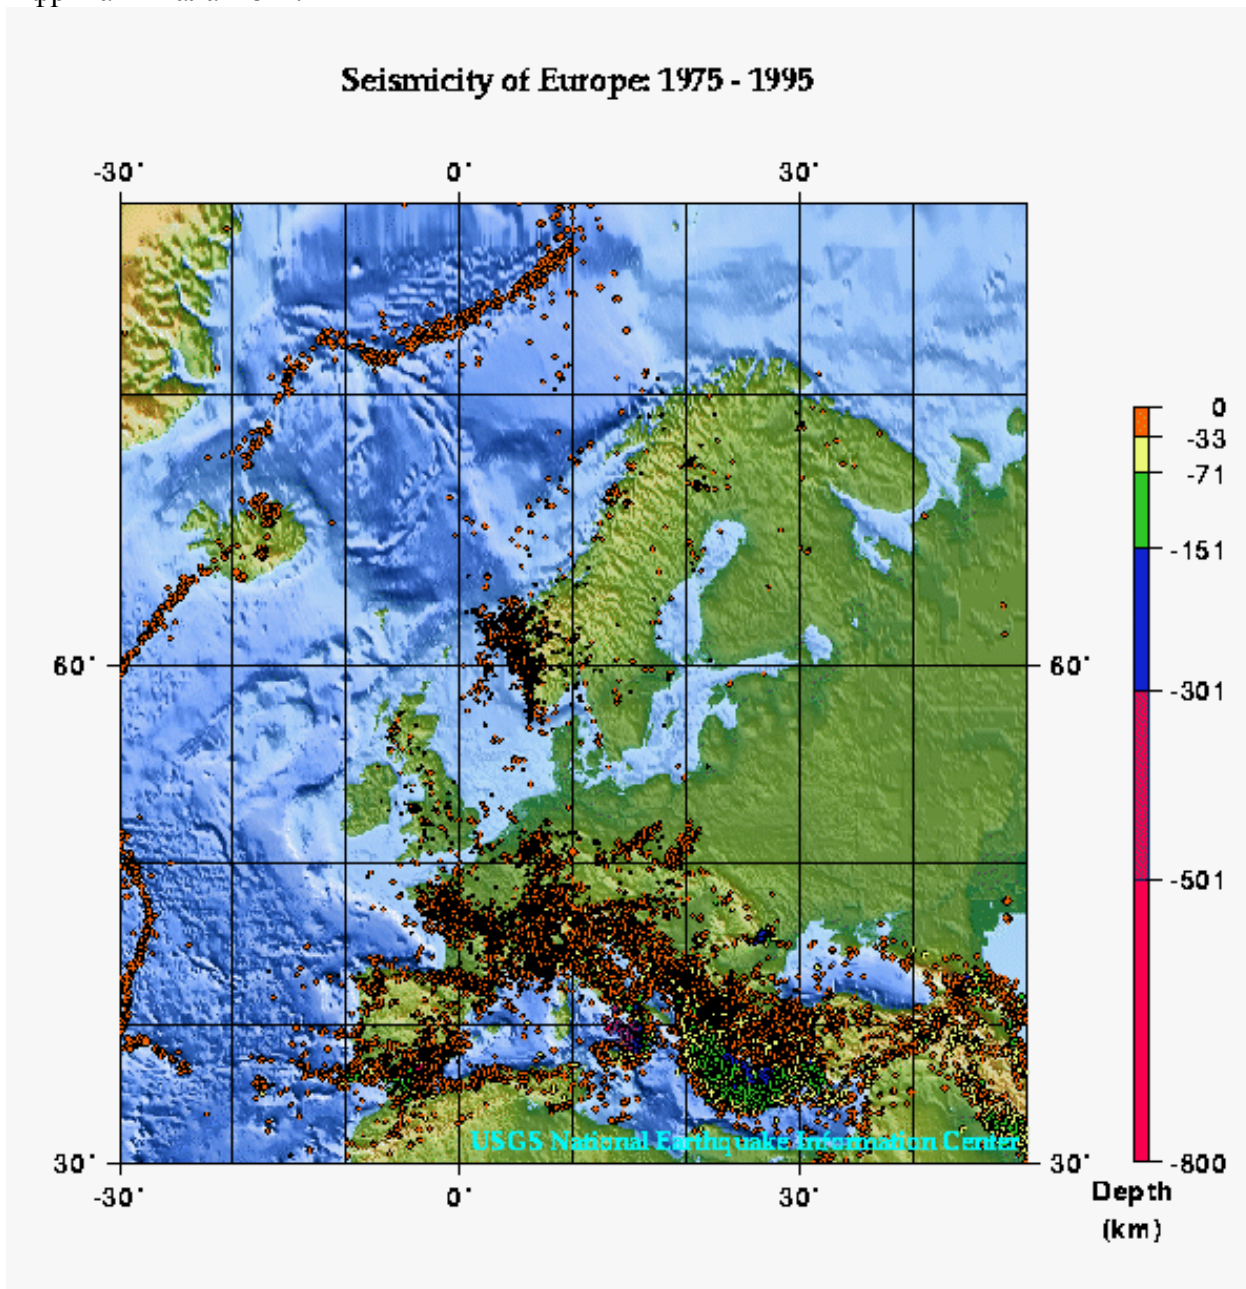 Seismicity of Europe: 1975 - 1995
-30° 0° 30°
0
-33
-71
-151
60° 60°
-301
-501
USGS National Earthquake Information Center
30° 30° -800
-30° 0° 30°
Depth
(km)